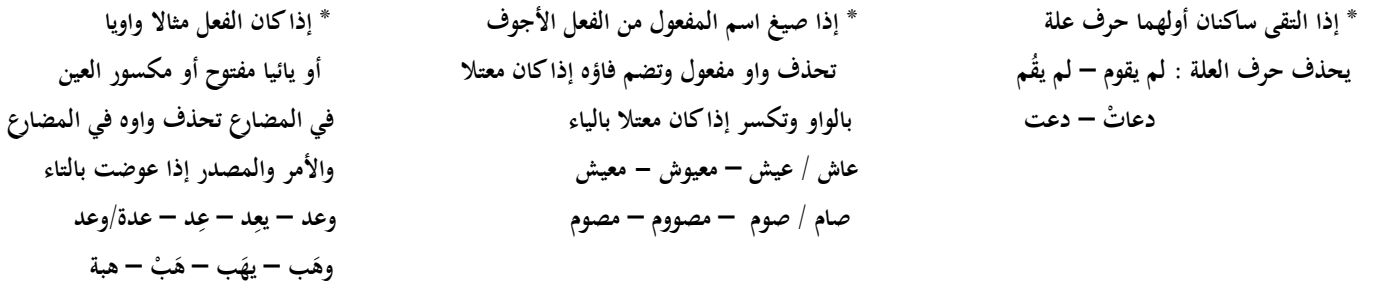 * إذا التقى ساكنان أولهما حرف علة
يحذف حرف العلة : لم يقوم – لم يقُم
دعاتْ – دعت
* إذا صيغ اسم المفعول من الفعل الأجوف
تحذف واو مفعول وتضم فاؤه إذا كان معتلا
بالواو وتكسر إذا كان معتلا بالياء
عاش / عيش – معيوش – معيش
صام / صوم – مصووم – مصوم
* إذا كان الفعل مثالا واويا
أو يائيا مفتوح أو مكسور العين
في المضارع تحذف واوه في المضارع
والأمر والمصدر إذا عوضت بالتاء
وعد – يعِد – عِد – عدة/وعد
وهَب – يهَب – هَبْ – هبة